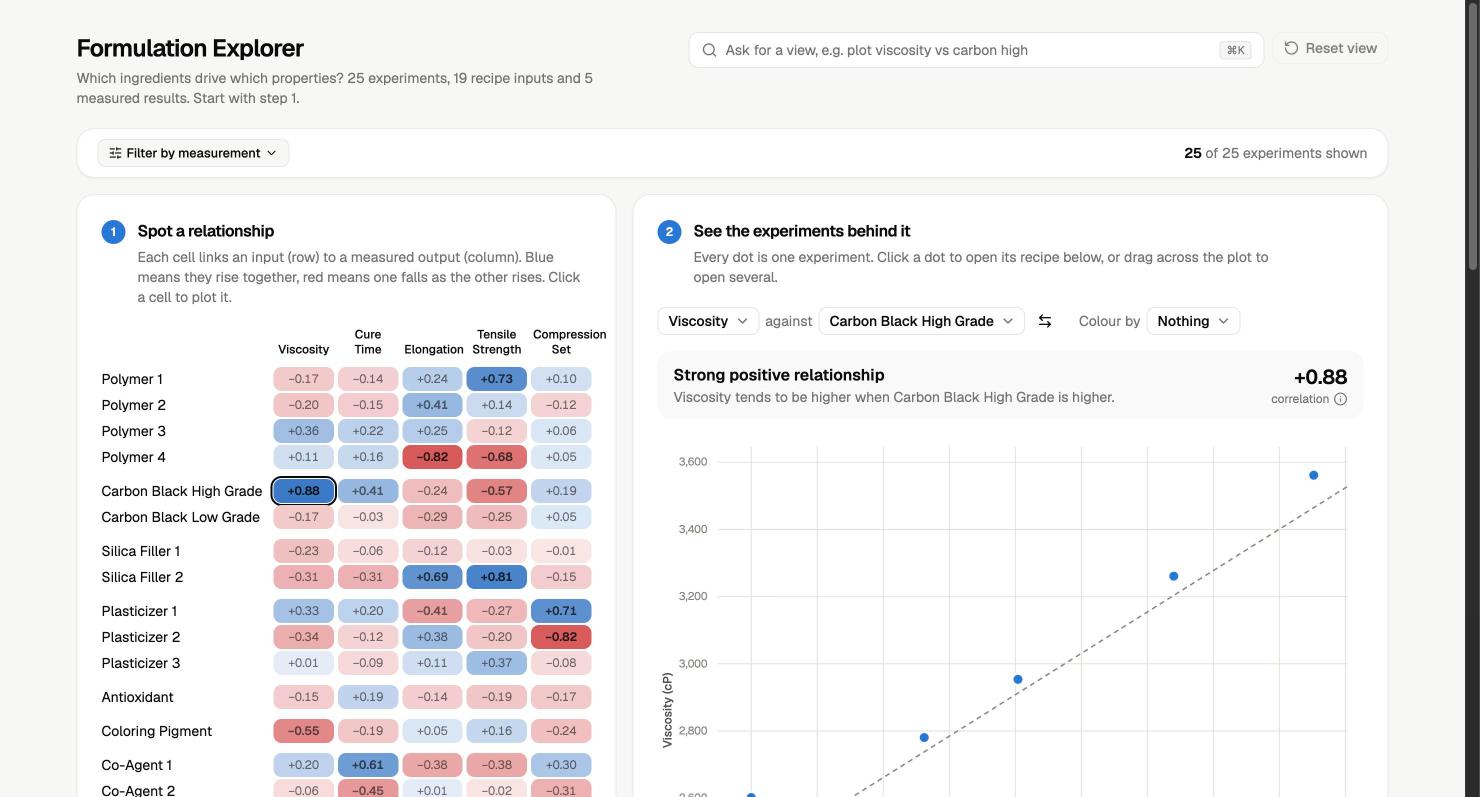 Formulation Explorer
Which ingredients drive which properties? 25 experiments, 19 recipe inputs and 5
measured results. Start with step 1.
Ask for a view, e.g. plot viscosity vs carbon high
⌘K
Reset view
Filter by measurement
25 of 25 experiments shown
1 Spot a relationship
Each cell links an input (row) to a measured output (column). Blue
means they rise together, red means one falls as the other rises. Click
a cell to plot it.
Viscosity Cure Time Elongation Tensile Strength Compression Set
Polymer 1 −0.17 −0.14 +0.24 +0.73 +0.10
Polymer 2 −0.20 −0.15 +0.41 +0.14 −0.12
Polymer 3 +0.36 +0.22 +0.25 −0.12 +0.06
Polymer 4 +0.11 +0.16 −0.82 −0.68 +0.05
Carbon Black High Grade +0.88 +0.41 −0.24 −0.57 +0.19
Carbon Black Low Grade −0.17 −0.03 −0.29 −0.25 +0.05
Silica Filler 1 −0.23 −0.06 −0.12 −0.03 −0.01
Silica Filler 2 −0.31 −0.31 +0.69 +0.81 −0.15
Plasticizer 1 +0.33 +0.20 −0.41 −0.27 +0.71
Plasticizer 2 −0.34 −0.12 +0.38 −0.20 −0.82
Plasticizer 3 +0.01 −0.09 +0.11 +0.37 −0.08
Antioxidant −0.15 +0.19 −0.14 −0.19 −0.17
Coloring Pigment −0.55 −0.19 +0.05 +0.16 −0.24
Co-Agent 1 +0.20 +0.61 −0.38 −0.38 +0.30
Co-Agent 2 −0.06 −0.45 +0.01 −0.02 −0.31
2 See the experiments behind it
Every dot is one experiment. Click a dot to open its recipe below, or drag across the plot to
open several.
Viscosity against Carbon Black High Grade Colour by Nothing
Strong positive relationship
Viscosity tends to be higher when Carbon Black High Grade is higher.
+0.88
correlation
3,600
3,400
3,200
3,000
2,800
2,600
Viscosity (cP)